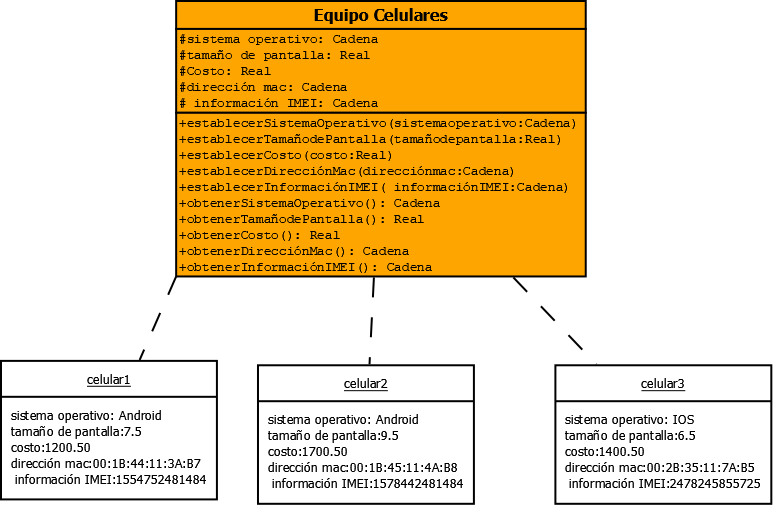 Equipo Celulares
#sistema operativo: Cadena
#tamaño de pantalla: Real
#Costo: Real
#dirección mac: Cadena
# información IMEI: Cadena
+establecerSistemaOperativo(sistemaoperativo:Cadena)
+establecerTamañodePantalla(tamañodepantalla:Real)
+establecerCosto(costo:Real)
+establecerDirecciónMac(direcciónmac:Cadena)
+establecerInformaciónIMEI( informaciónIMEI:Cadena)
+obtenerSistemaOperativo(): Cadena
+obtenerTamañodePantalla(): Real
+obtenerCosto(): Real
+obtenerDirecciónMac(): Cadena
+obtenerInformaciónIMEI(): Cadena
celular1
sistema operativo: Android
tamaño de pantalla:7.5
costo:1200.50
dirección mac:00:1B:44:11:3A:B7
información IMEI:1554752481484
celular2
sistema operativo: Android
tamaño de pantalla:9.5
costo:1700.50
dirección mac:00:1B:45:11:4A:B8
información IMEI:1578442481484
celular3
sistema operativo: IOS
tamaño de pantalla:6.5
costo:1400.50
dirección mac:00:2B:35:11:7A:B5
información IMEI:2478245855725